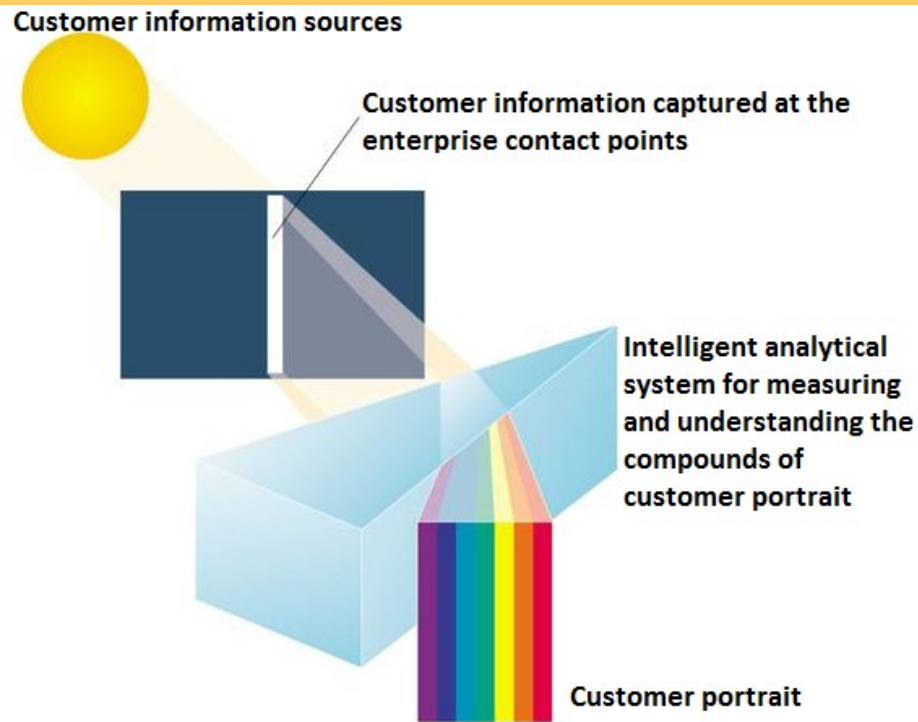 Customer information sources
Customer information captured at the
enterprise contact points
Intelligent analytical
system for measuring
and understanding the
compounds of
customer portrait
Customer portrait